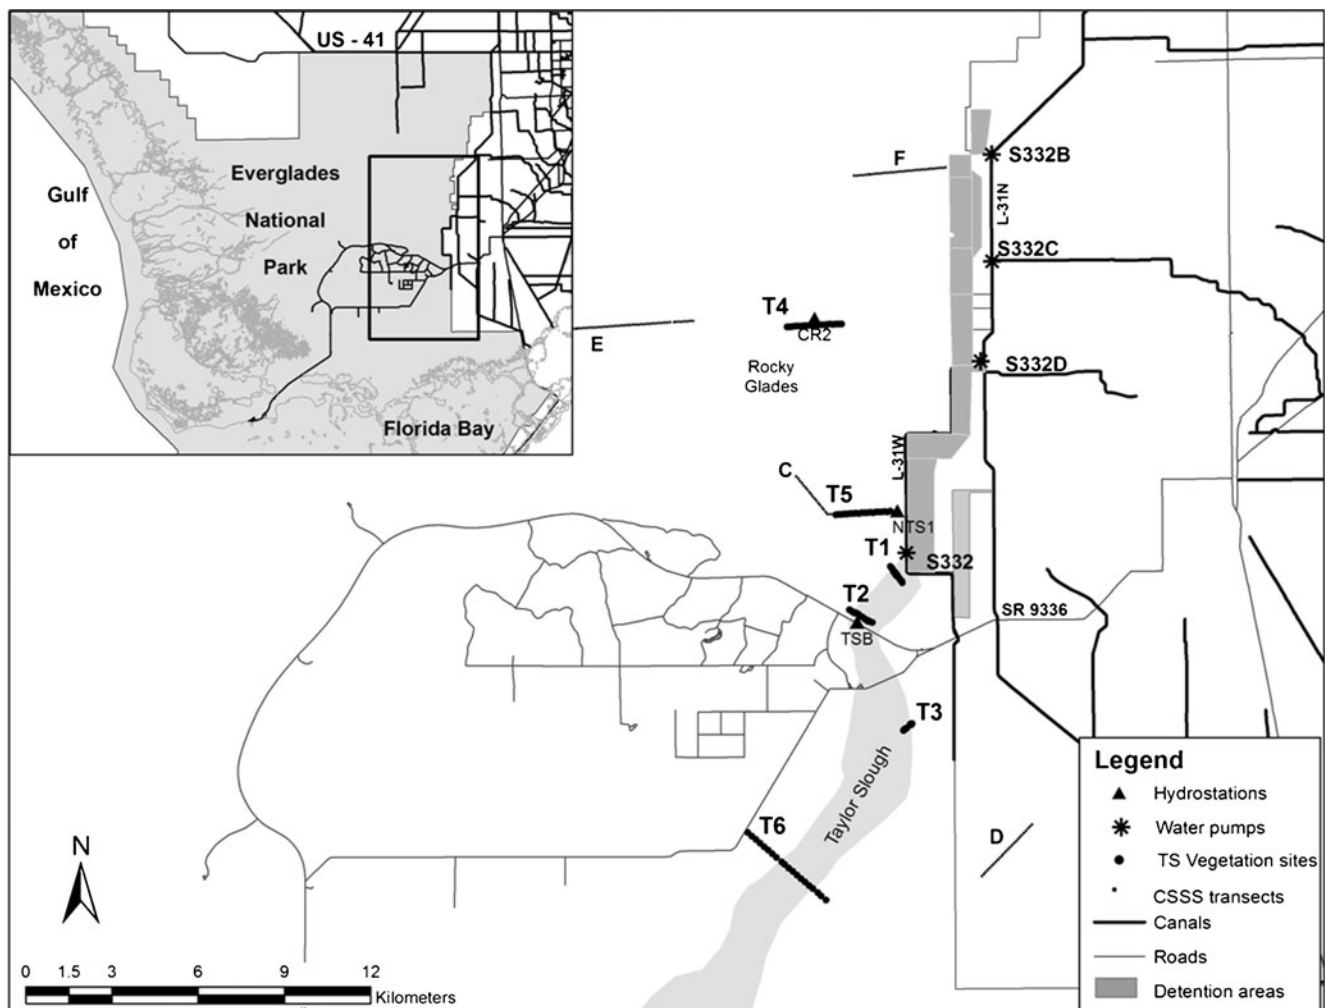 US - 41
Everglades
National
Park
Gulf
of
Mexico
Florida Bay
F
S332B
L-31N
S332C
T4
CR2
E
Rocky
Glades
S332D
L-31W
C
T5
NTS1
T1
S332
T2
TSB
SR 9336
T3
Taylor Slough
T6
D
N
0 1.5 3 6 9 12
Kilometers
Legend
Hydrostations
Water pumps
TS Vegetation sites
CSSS transects
Canals
Roads
Detention areas